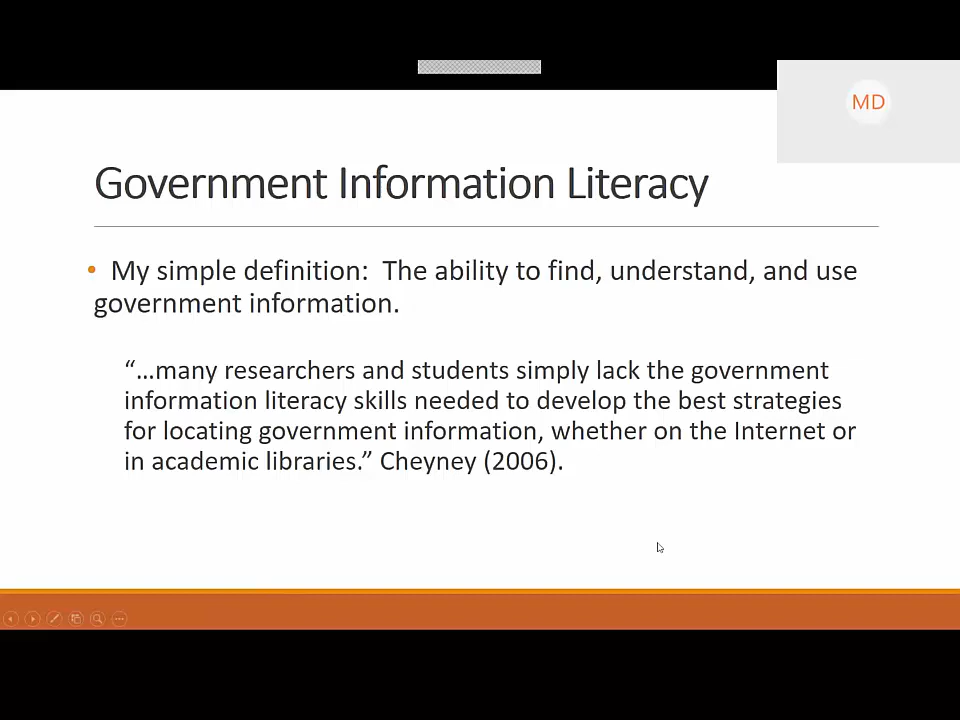 MD
Government Information Literacy
• My simple definition:  The ability to find, understand, and use
government information.
“…many researchers and students simply lack the government
information literacy skills needed to develop the best strategies
for locating government information, whether on the Internet or
in academic libraries.” Cheyney (2006).